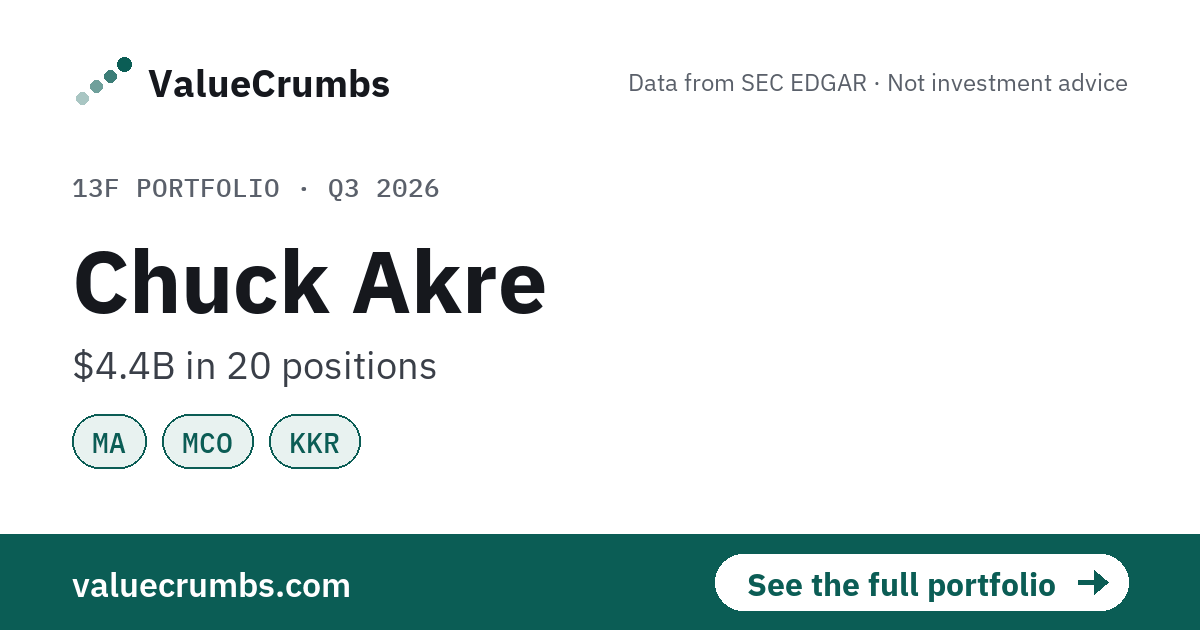 ValueCrumbs
Data from SEC EDGAR · Not investment advice
13F PORTFOLIO · Q3 2026
Chuck Akre
$4.4B in 20 positions
MA MCO KKR
valuecrumbs.com
See the full portfolio →